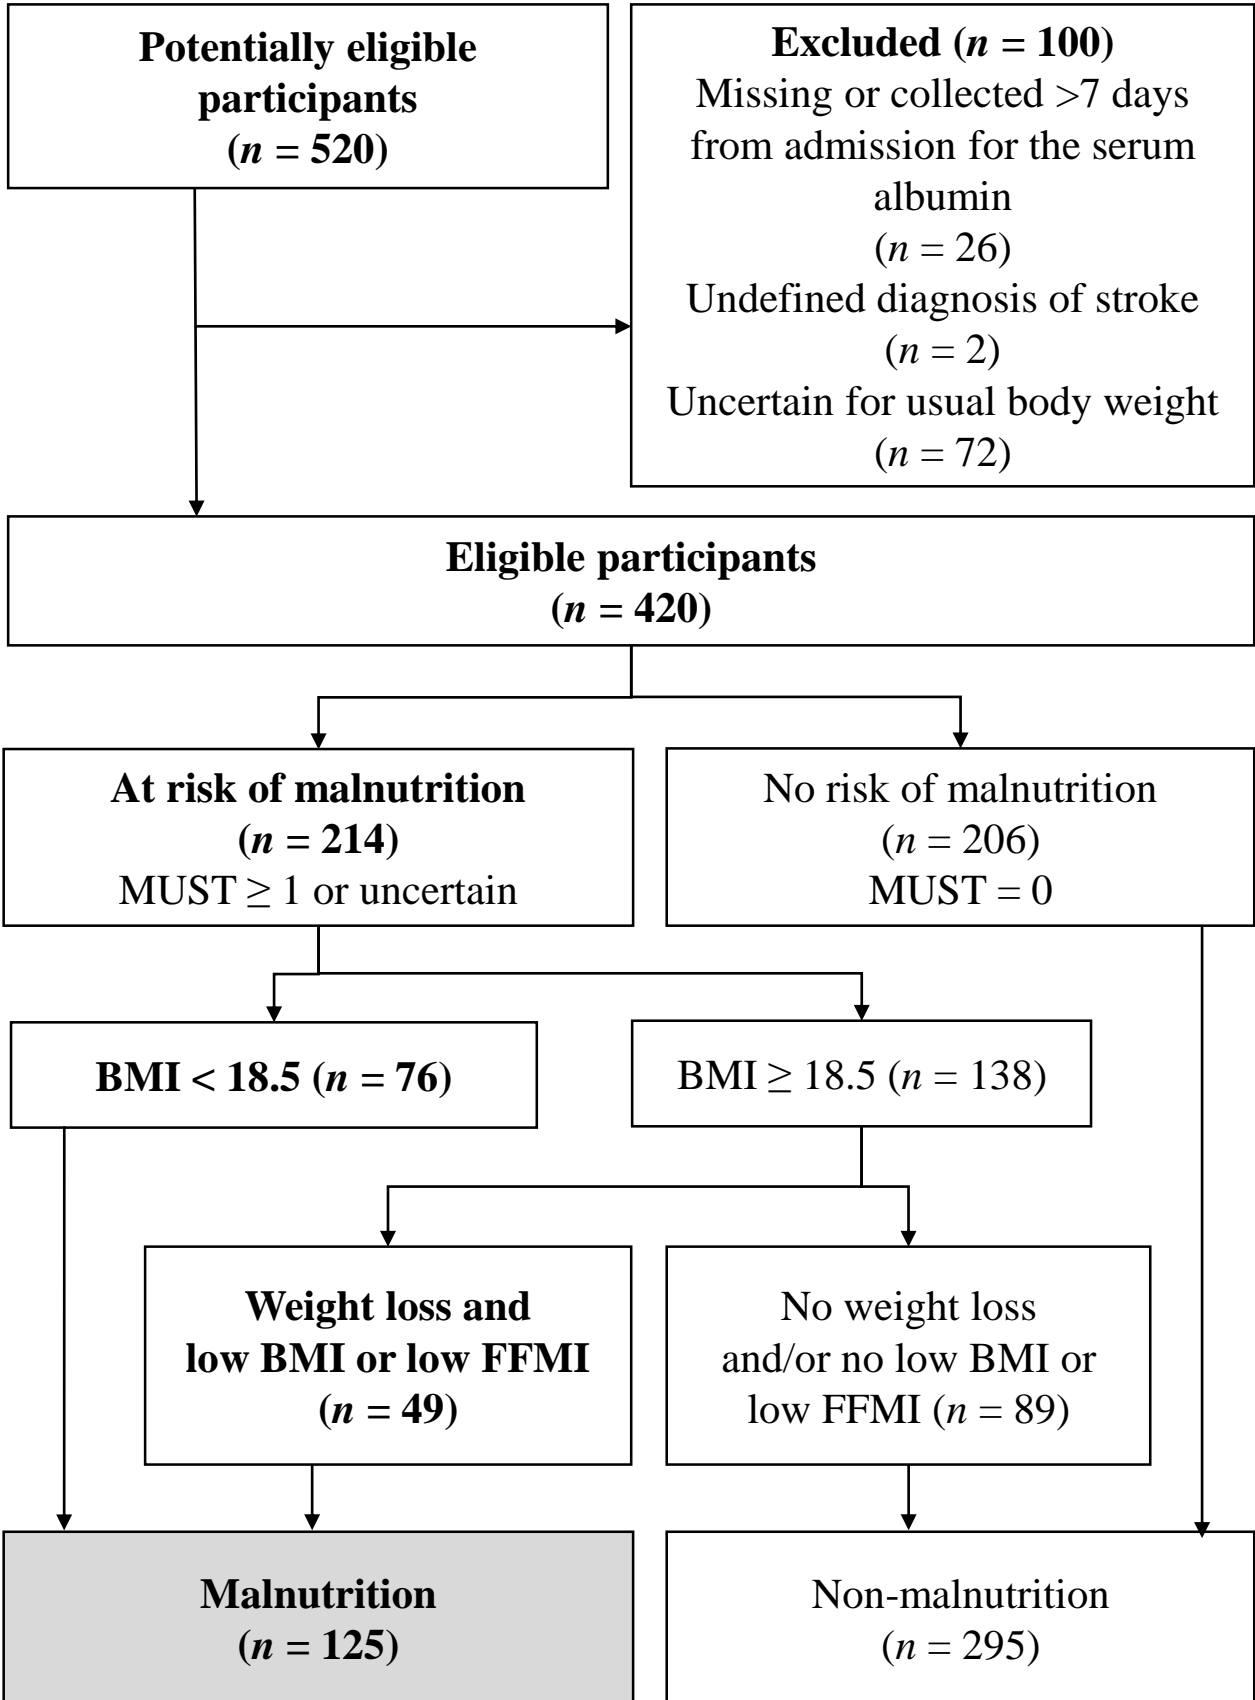 Potentially eligible
participants
(n = 520)
Excluded (n = 100)
Missing or collected >7 days
from admission for the serum
albumin
(n = 26)
Undefined diagnosis of stroke
(n = 2)
Uncertain for usual body weight
(n = 72)
Eligible participants
(n = 420)
At risk of malnutrition
(n = 214)
MUST ≥ 1 or uncertain
No risk of malnutrition
(n = 206)
MUST = 0
BMI < 18.5 (n = 76)
BMI ≥ 18.5 (n = 138)
Weight loss and
low BMI or low FFMI
(n = 49)
No weight loss
and/or no low BMI or
low FFMI (n = 89)
Malnutrition
(n = 125)
Non-malnutrition
(n = 295)